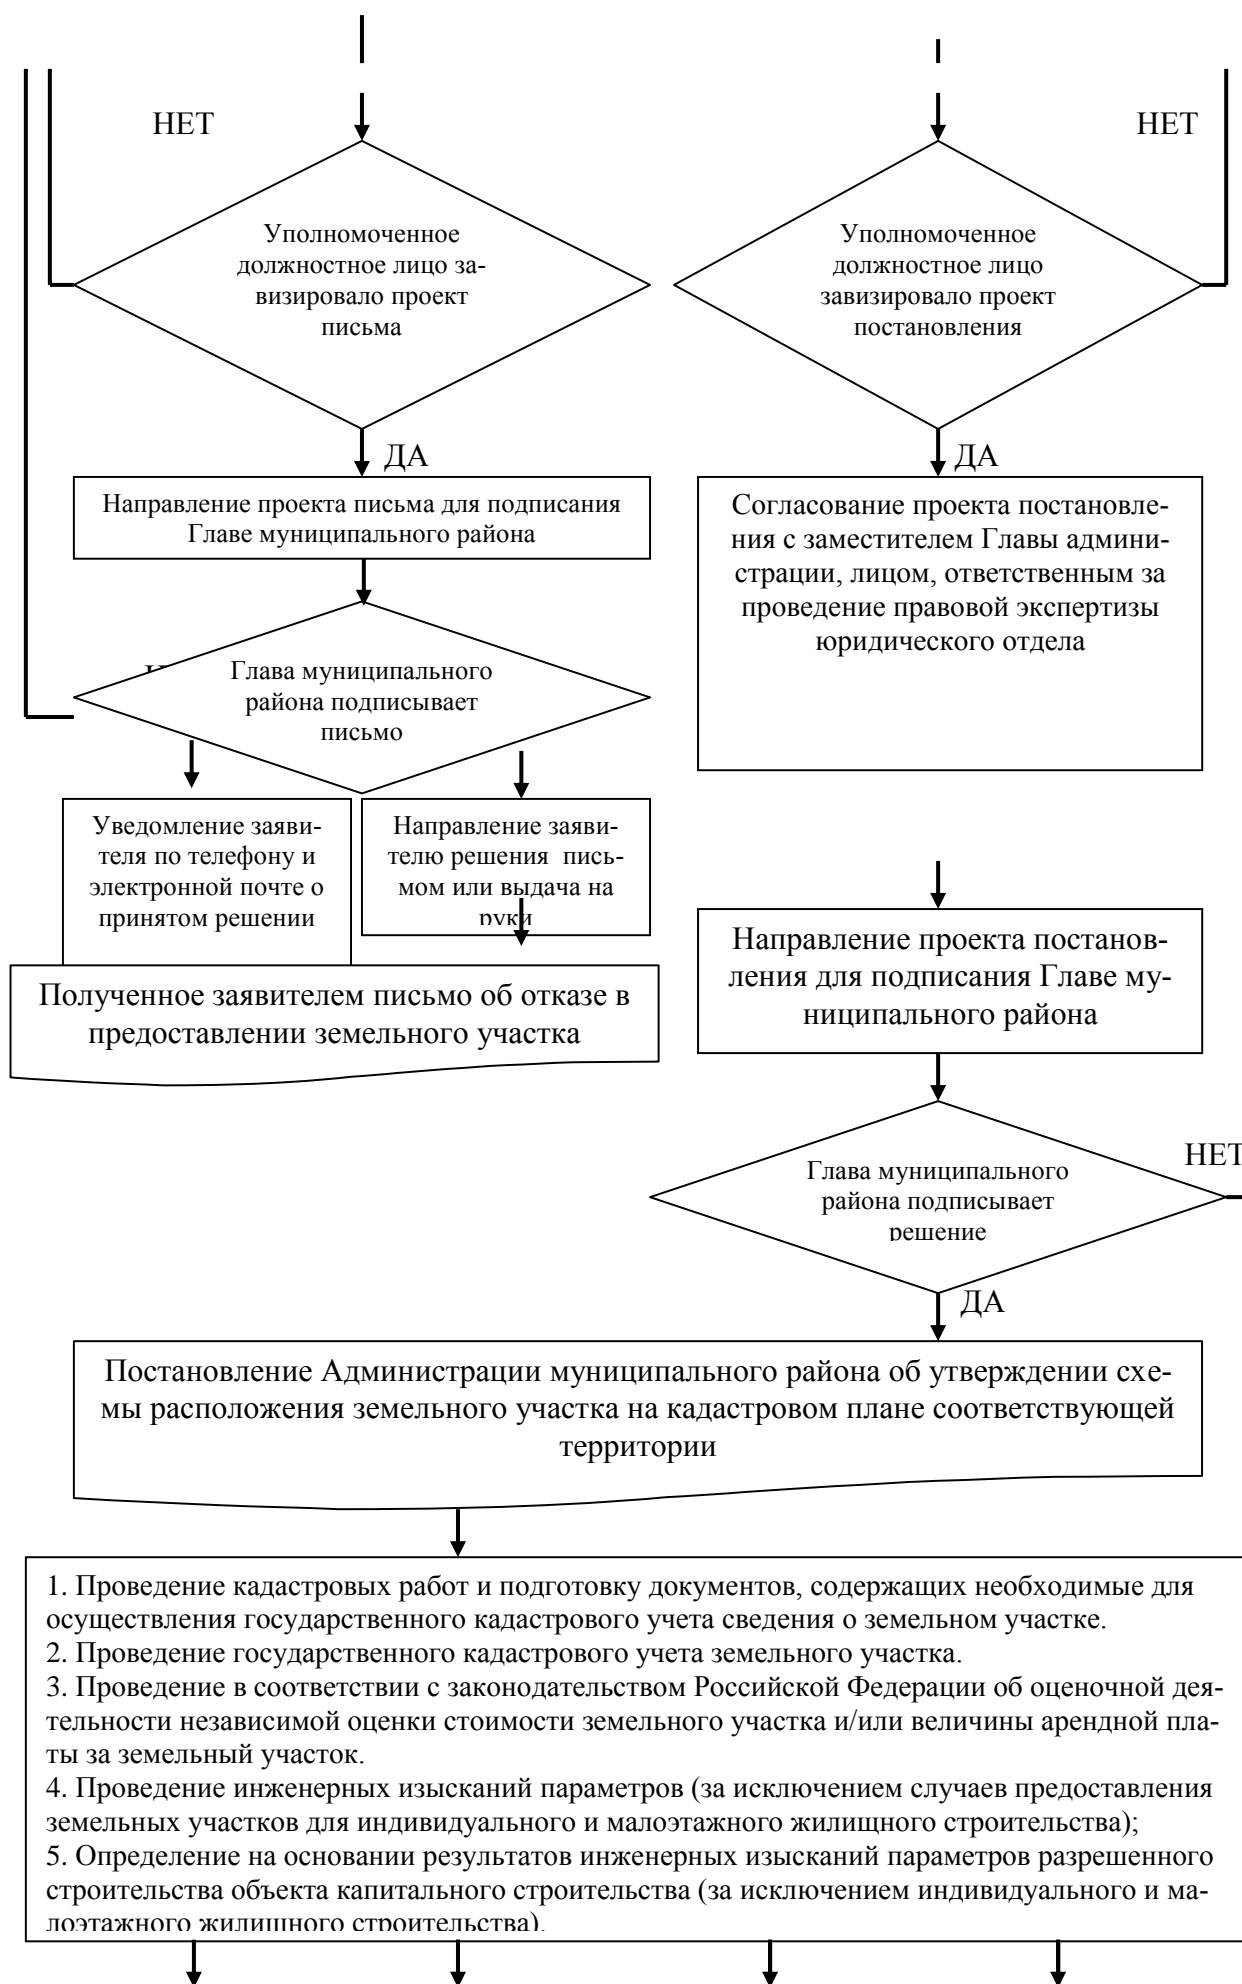 НЕТ
НЕТ
Уполномоченное
должностное лицо за-
визировало проект
письма
Уполномоченное
должностное лицо
завизировало проект
постановления
ДА
ДА
Направление проекта письма для подписания
Главе муниципального района
Согласование проекта постановле-
ния с заместителем Главы админи-
страции, лицом, ответственным за
проведение правовой экспертизы
юридического отдела
Глава муниципального
района подписывает
письмо
Уведомление заяви-
теля по телефону и
электронной почте о
принятом решении
Направление заяви-
телю решения письмом или выдача на
руки
Полученное заявителем письмо об отказе в
предоставлении земельного участка
Направление проекта постанов-
ления для подписания Главе му-
ниципального района
НЕТ
Глава муниципального
района подписывает
решение
ДА
Постановление Администрации муниципального района об утверждении схе-
мы расположения земельного участка на кадастровом плане соответствующей
территории
1. Проведение кадастровых работ и подготовку документов, содержащих необходимые для
осуществления государственного кадастрового учета сведения о земельном участке.
2. Проведение государственного кадастрового учета земельного участка.
3. Проведение в соответствии с законодательством Российской Федерации об оценочной дея-
тельности независимой оценки стоимости земельного участка и/или величины арендной пла-
ты за земельный участок.
4. Проведение инженерных изысканий параметров (за исключением случаев предоставления
земельных участков для индивидуального и малоэтажного жилищного строительства);
5. Определение на основании результатов инженерных изысканий параметров разрешенного
строительства объекта капитального строительства (за исключением индивидуального и ма-
лоэтажного жилищного строительства).